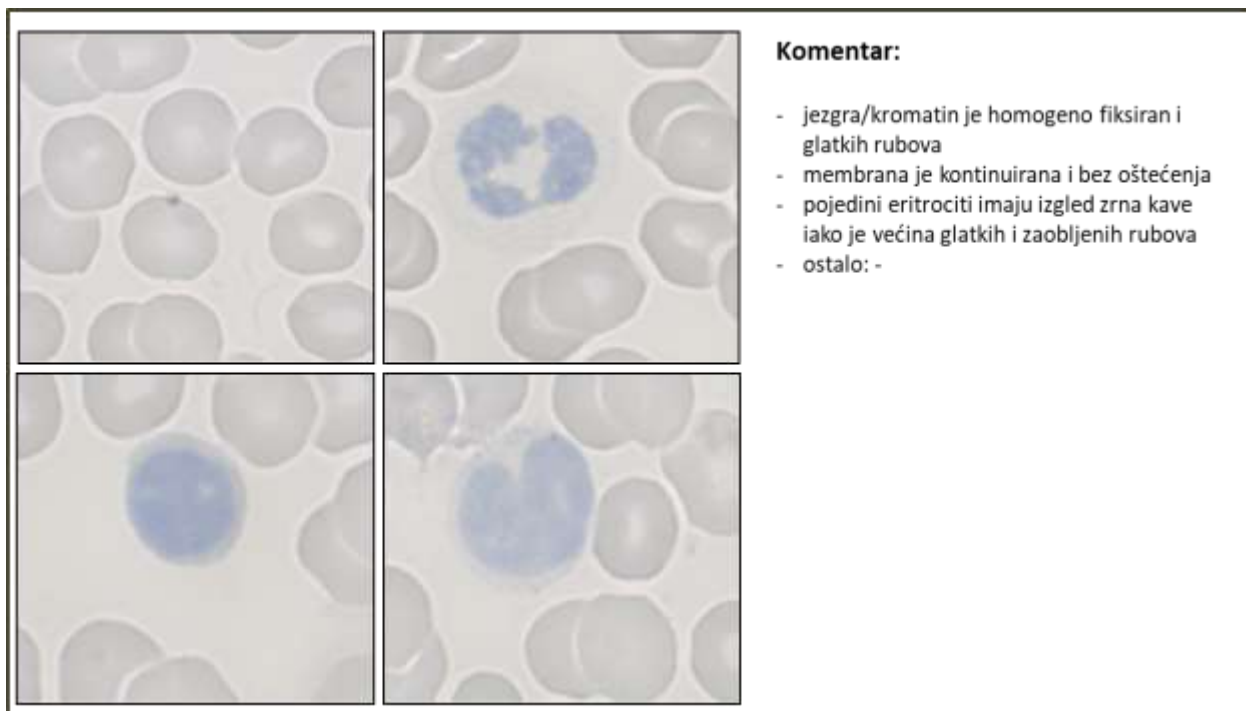 Komentar:
- jezgra/kromatin je homogeno fiksiran i
glatkih rubova
- membrana je kontinuirana i bez oštećenja
- pojedini eritrociti imaju izgled zrna kave
iako je većina glatkih i zaobljenih rubova
- ostalo: -